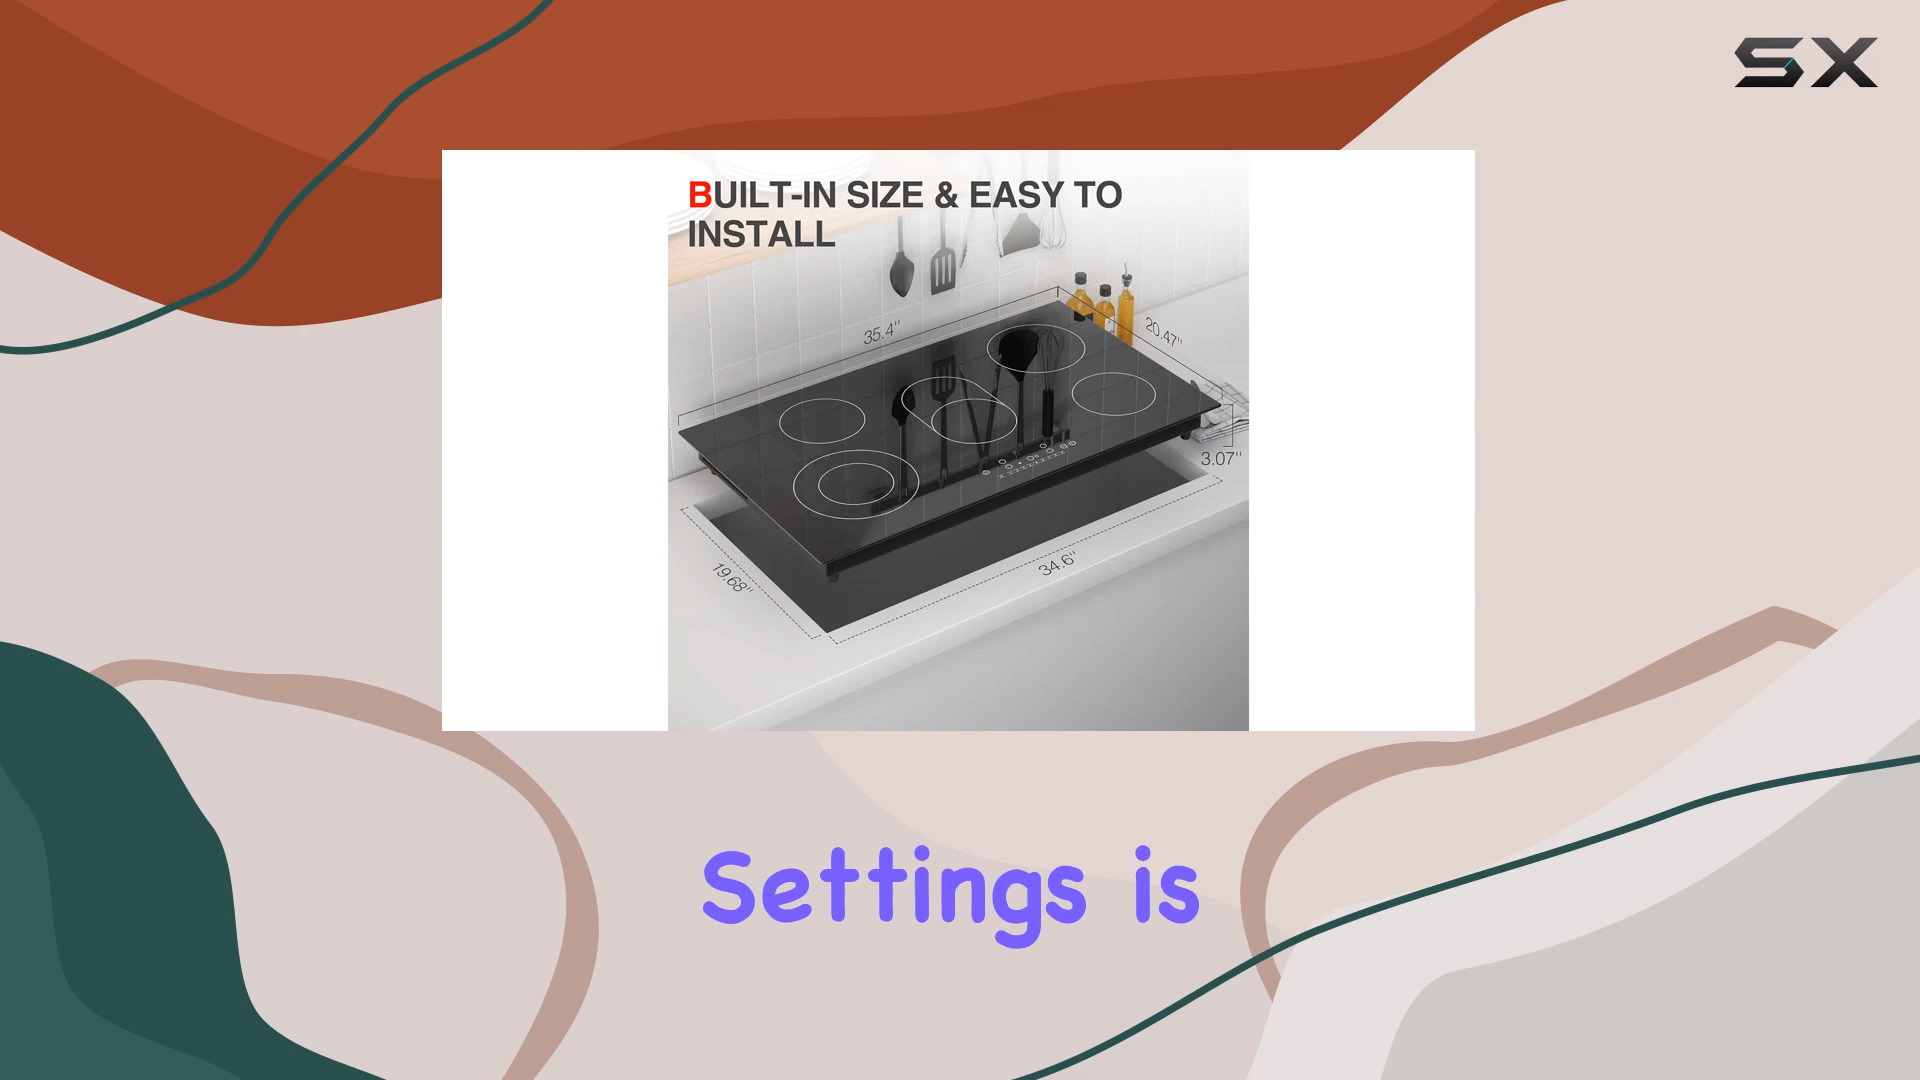 SX
BUILT-IN SIZE & EASY TO
INSTALL
35.4"
20.47"
3.07"
19.68"
34.6"
Settings is